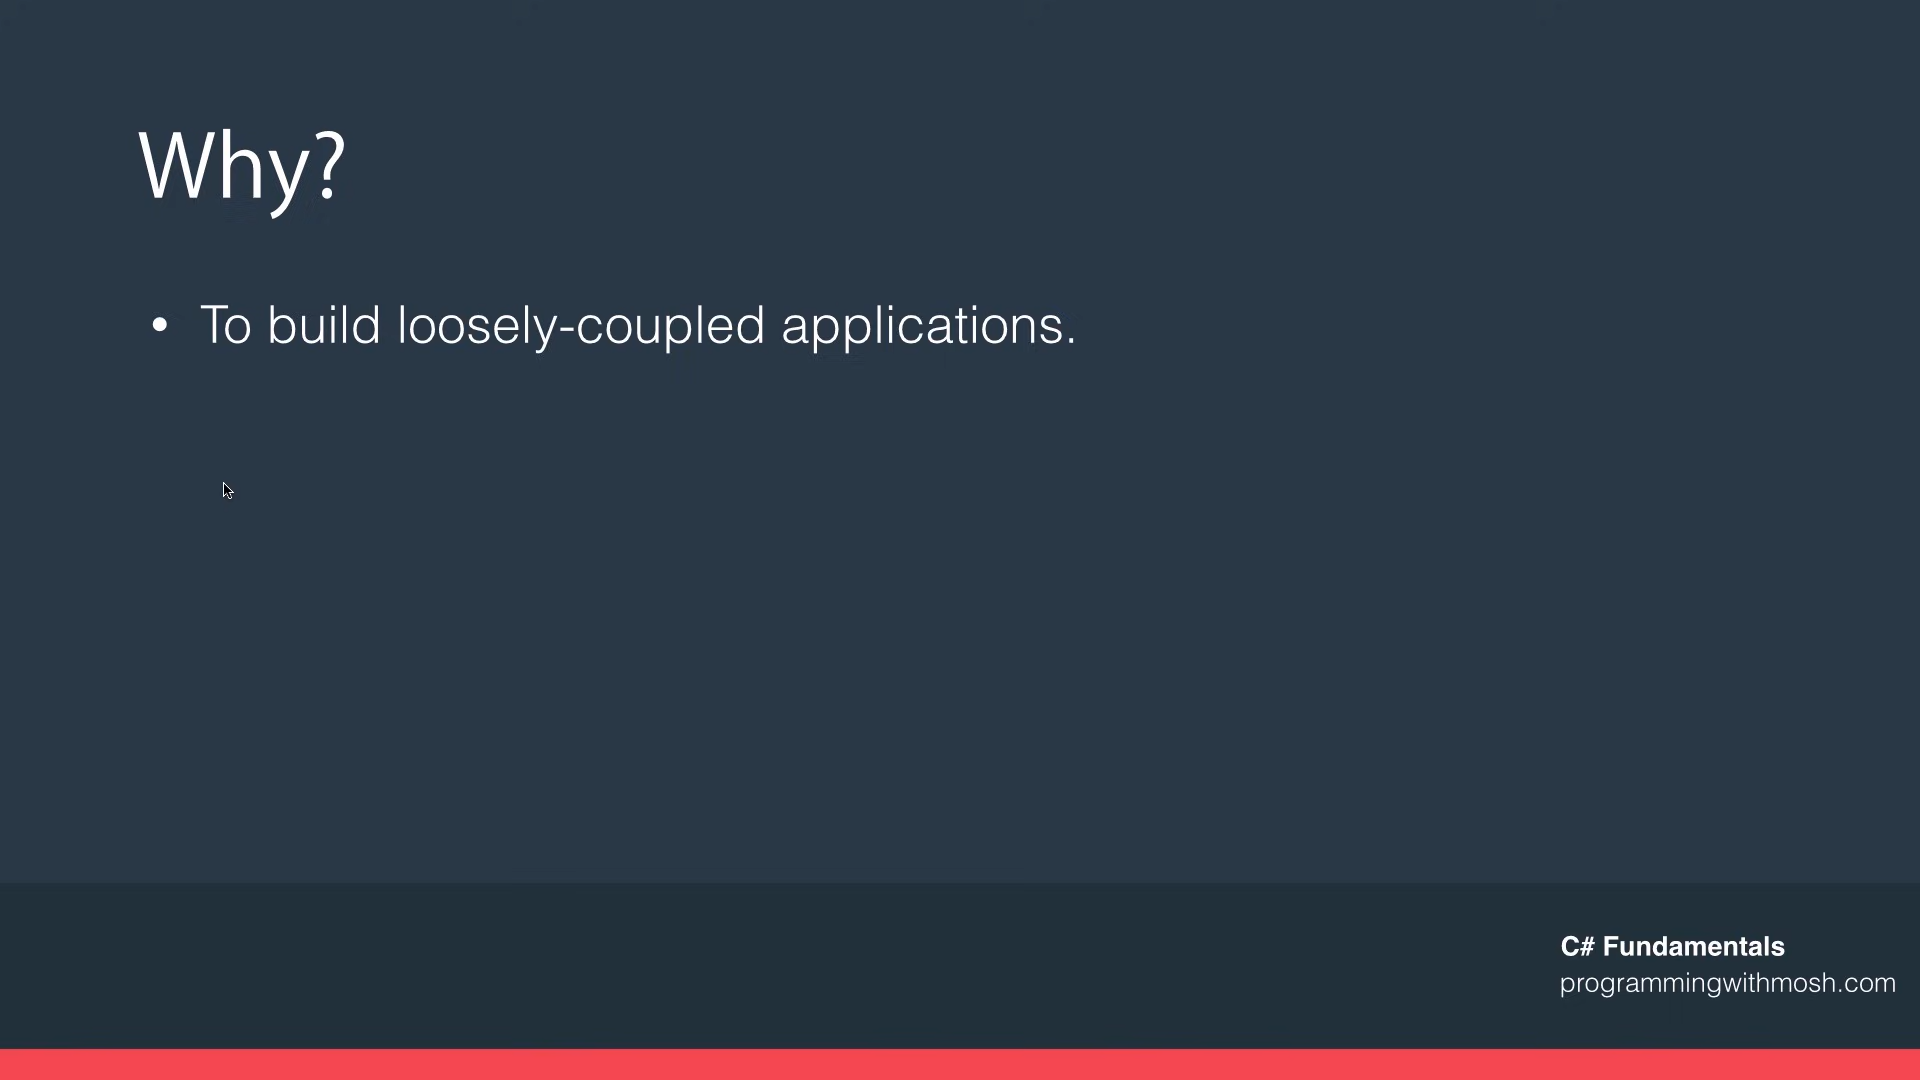 Why?
• To build loosely-coupled applications.
C# Fundamentals
programmingwithmosh.com